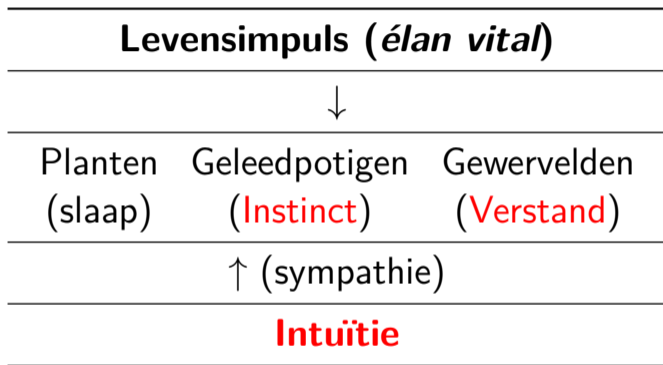 Levensimpuls (élan vital)
↓
Planten Geleedpotigen Gewervelden
(slaap) (Instinct) (Verstand)
↑ (sympathie)
Intuïtie